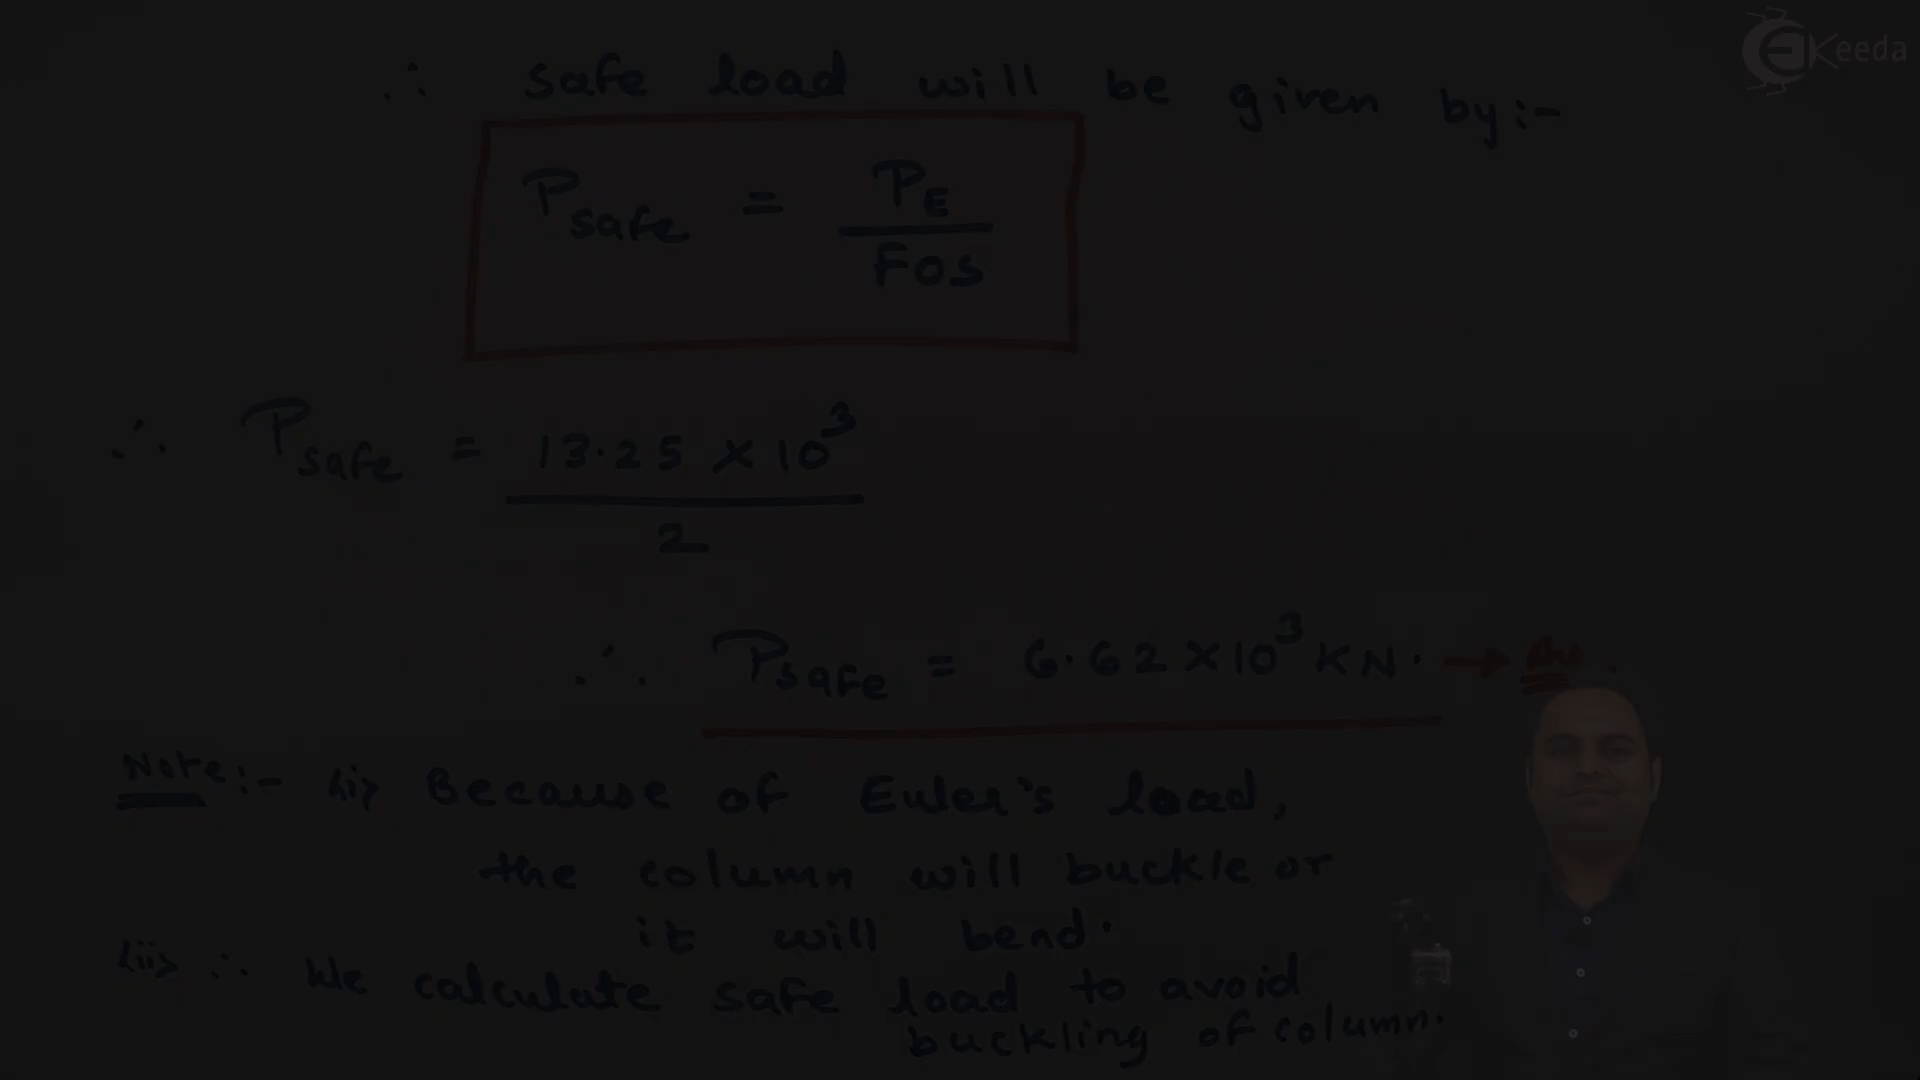 EKeeda
∴ safe load will be given by:-
Psafe = PE / FOS
∴ Psafe = 13.25 × 10³ / 2
∴ Psafe = 6.62 × 10³ KN. → Ans.
Note:- (i) Because of Euler's load,
the column will buckle or
it will bend.
(ii) ∴ We calculate safe load to avoid
buckling of column.